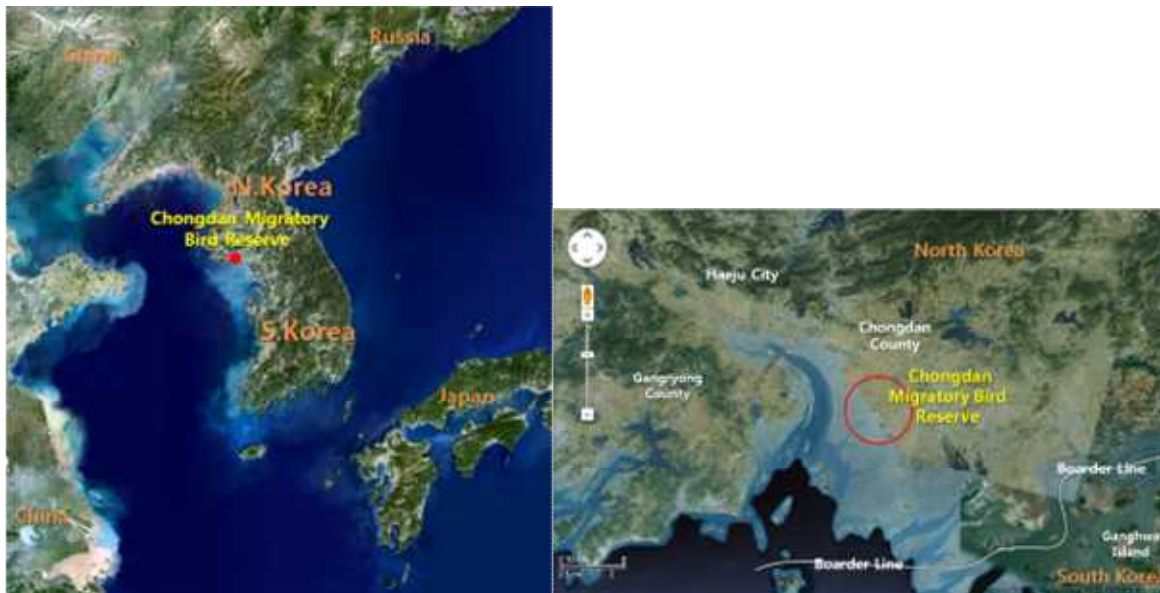 China
Russia
N.Korea
Chongdan Migratory
Bird Reserve
S.Korea
Japan
China
North Korea
Haeju City
Chongdan
County
Chongdan
Migratory Bird
Reserve
Gangryong
County
Boarder Line
Boarder Line
Ganghwa
Island
South Korea